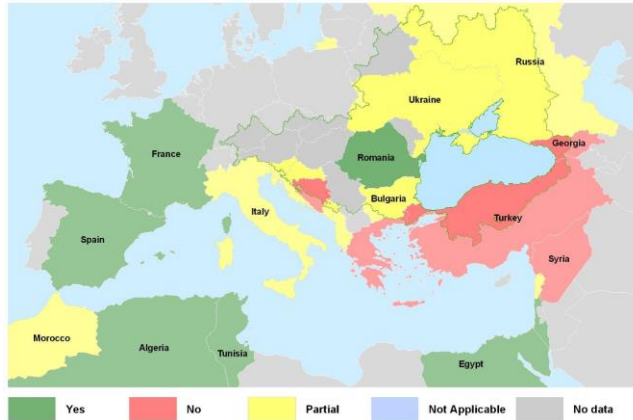 Russia
Ukraine
France
Romania
Georgia
Bulgaria
Italy
Spain
Turkey
Syria
Morocco
Algeria
Tunisia
Egypt
Yes
No
Partial
Not Applicable
No data